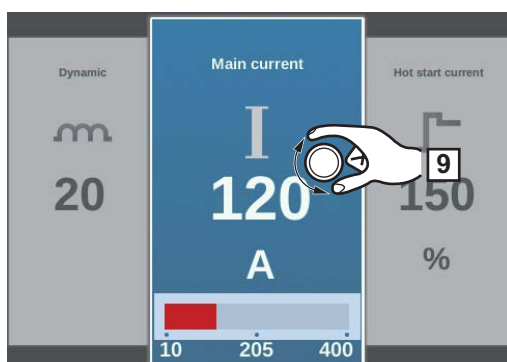 Dynamic
20
Main current
I
120
A
10 205 400
Hot start current
150
%
9